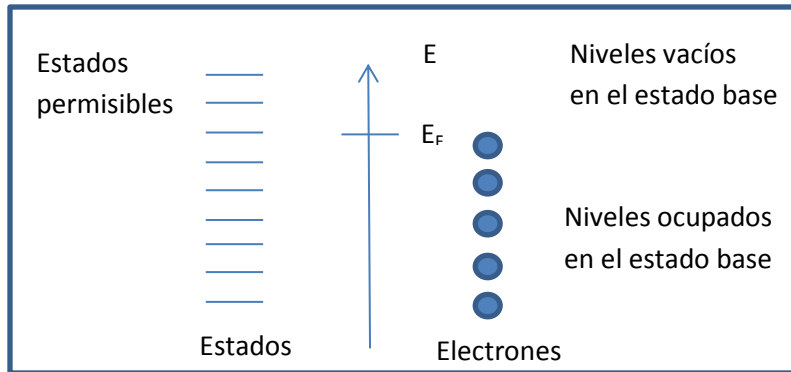 Estados
permisibles
E
Niveles vacíos
en el estado base
E_F
Niveles ocupados
en el estado base
Estados
Electrones